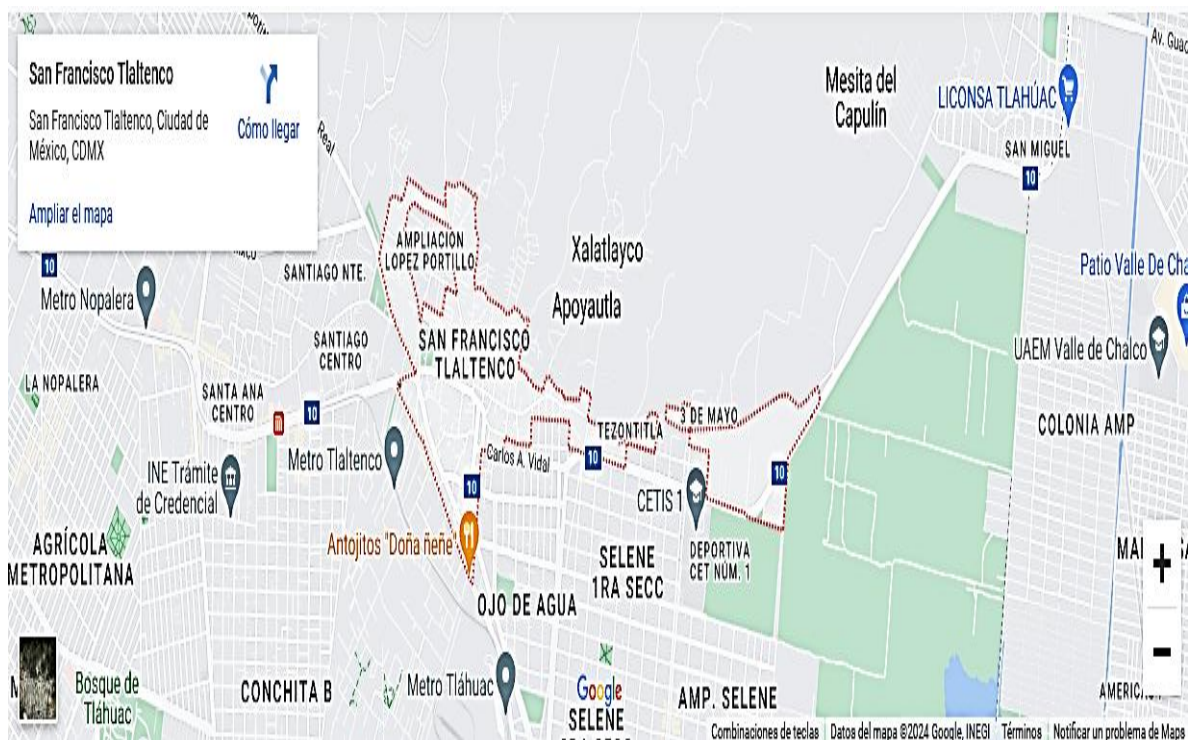 San Francisco Tlaltenco
San Francisco Tlaltenco, Ciudad de
México, CDMX
Cómo llegar
Ampliar el mapa
Real
Av. Guad
Mesita del
Capulín
LICONSA TLAHÚAC
SAN MIGUEL
10
AMPLIACIÓN
LOPEZ PORTILLO
Xalatlayco
SANTIAGO NTE.
10
Metro Nopalera
Apoyautla
Patio Valle De Cha
SANTIAGO
CENTRO
SAN FRANCISCO
TLALTENCO
UAEM Valle de Chalco
LA NOPALERA
SANTA ANA
CENTRO
10
3 DE MAYO
TEZONTITLA
COLONIA AMP
Carlos A. Vidal
10
Metro Tlaltenco
INE Trámite
de Credencial
10
10
CETIS 1
Antojitos "Doña ñeñe"
AGRÍCOLA
METROPOLITANA
SELENE
1RA SECC
DEPORTIVA
CET NÚM. 1
+
OJO DE AGUA
−
Bosque de
Tláhuac
CONCHITA B
Metro Tláhuac
Google
AMP. SELENE
SELENE
Combinaciones de teclas
Datos del mapa ©2024 Google, INEGI
Términos
Notificar un problema de Maps